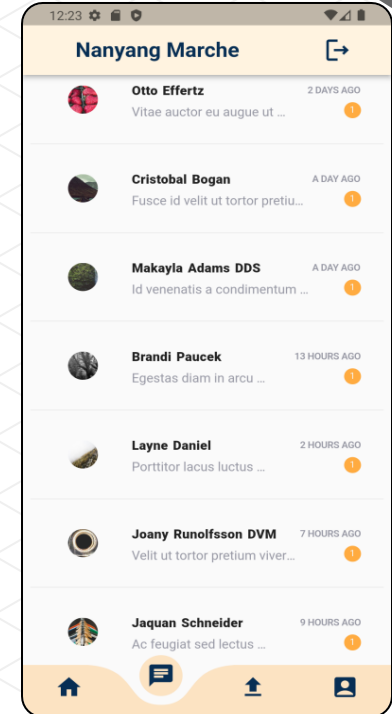 12:23
Nanyang Marche
Otto Effertz 2 DAYS AGO
Vitae auctor eu augue ut ... 1
Cristobal Bogan A DAY AGO
Fusce id velit ut tortor pretiu... 1
Makayla Adams DDS A DAY AGO
Id venenatis a condimentum ... 1
Brandi Paucek 13 HOURS AGO
Egestas diam in arcu ... 1
Layne Daniel 2 HOURS AGO
Porttitor lacus luctus ... 1
Joany Runolfsson DVM 7 HOURS AGO
Velit ut tortor pretium viver... 1
Jaquan Schneider 9 HOURS AGO
Ac feugiat sed lectus ... 1